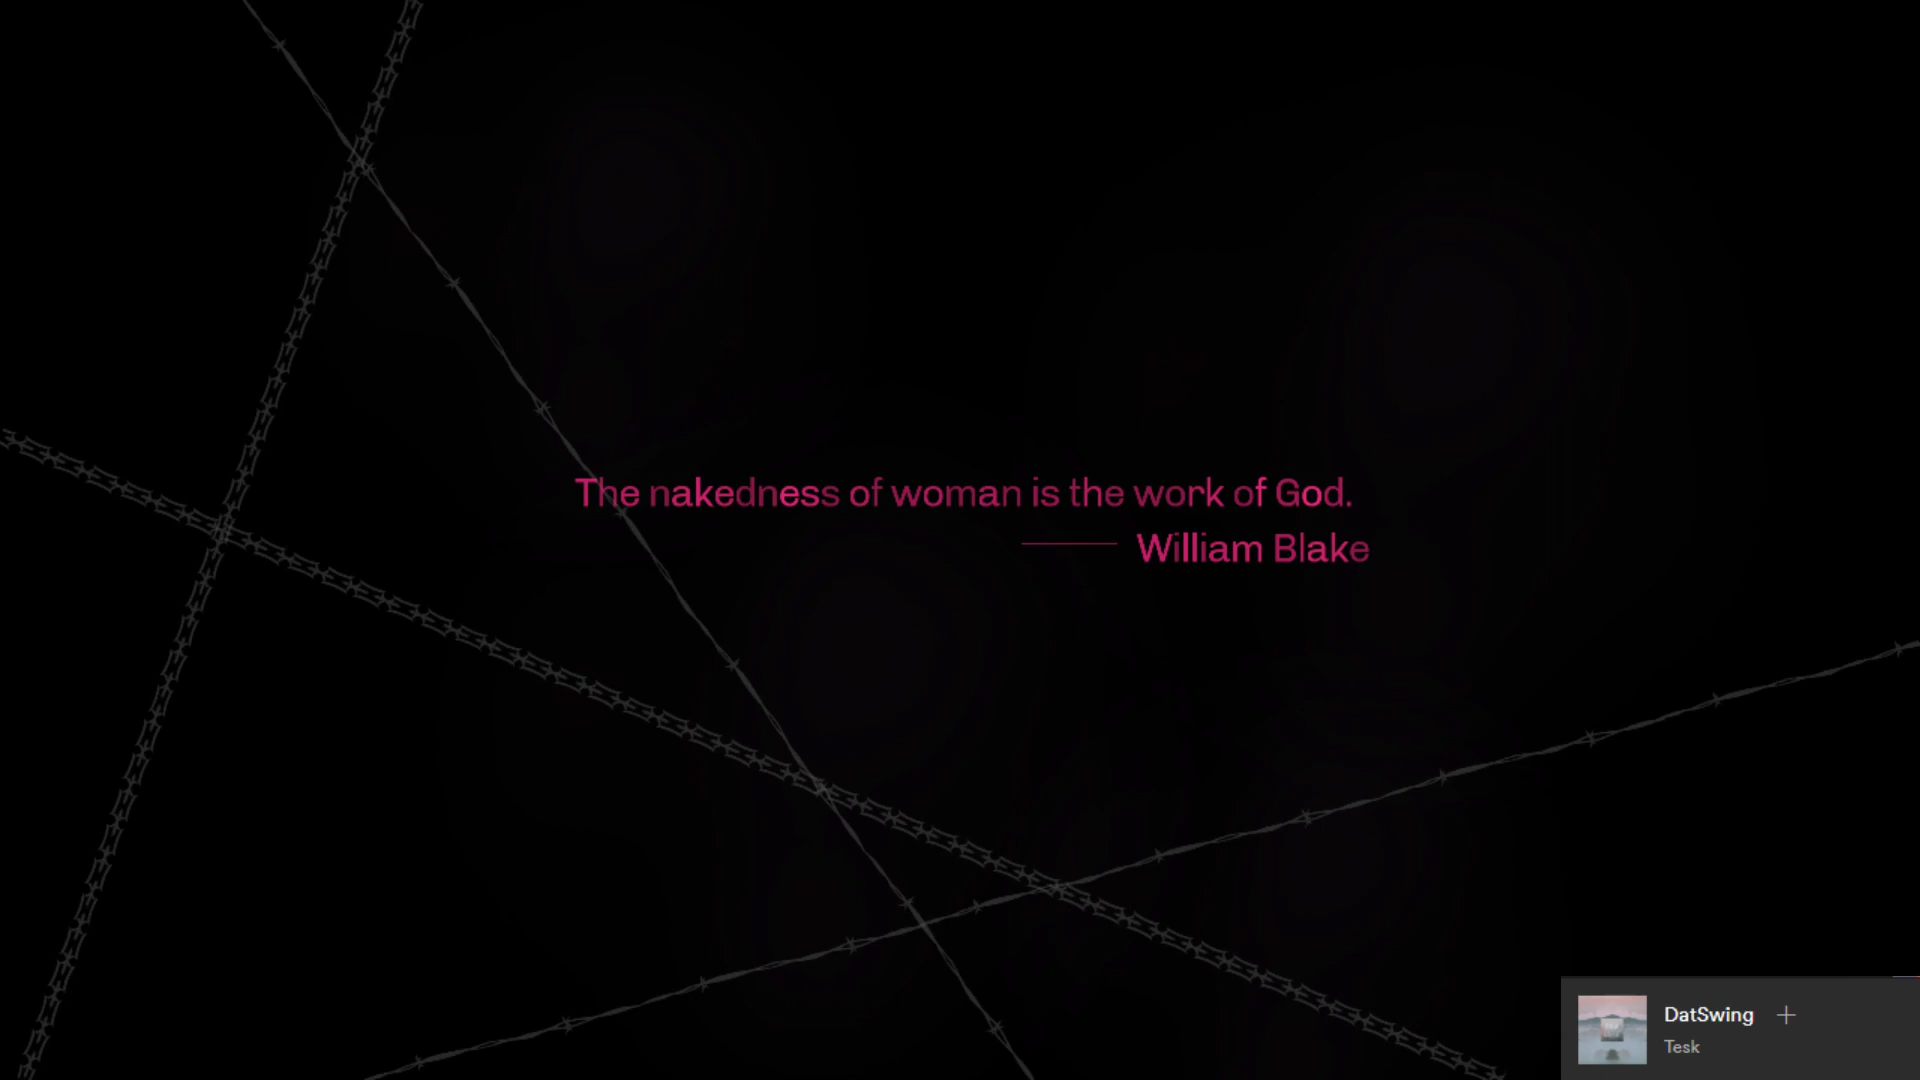 The nakedness of woman is the work of God.
William Blake
DatSwing
Tesk